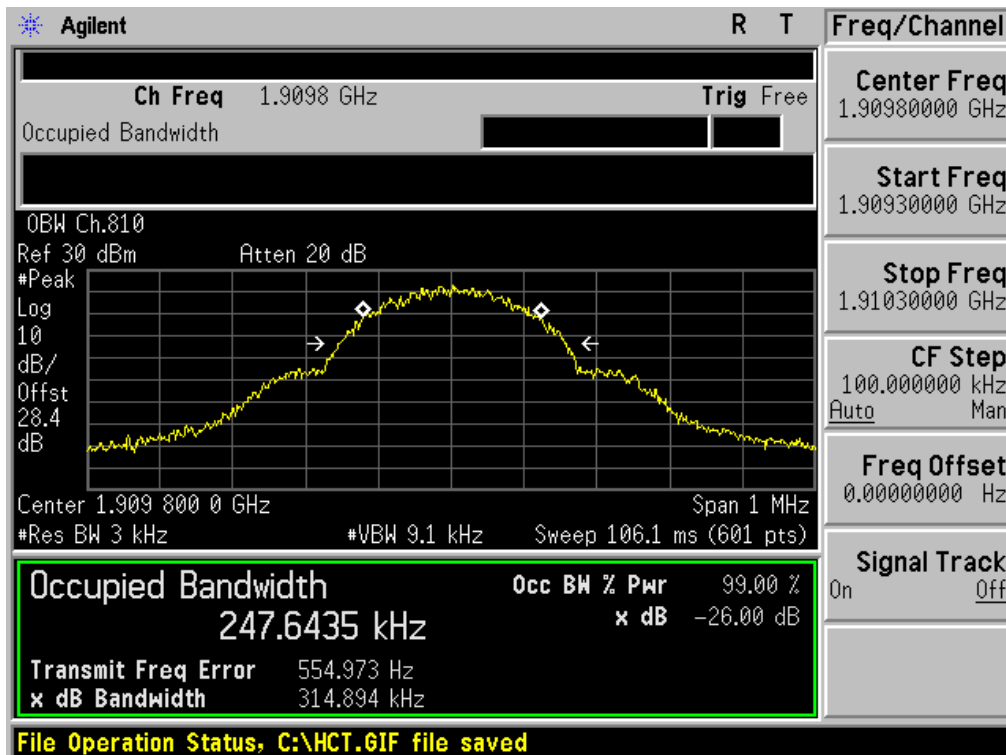 Agilent R T Freq/Channel
Ch Freq 1.9098 GHz Trig Free
Occupied Bandwidth
Center Freq
1.90980000 GHz
Start Freq
1.90930000 GHz
Stop Freq
1.91030000 GHz
CF Step
100.000000 kHz
Auto Man
Freq Offset
0.00000000 Hz
Signal Track
On Off
OBW Ch.810
Ref 30 dBm Atten 20 dB
#Peak
Log
10
dB/
Offst
28.4
dB
Center 1.909 800 0 GHz Span 1 MHz
#Res BW 3 kHz #VBW 9.1 kHz Sweep 106.1 ms (601 pts)
Occupied Bandwidth Occ BW % Pwr 99.00 %
247.6435 kHz x dB -26.00 dB
Transmit Freq Error 554.973 Hz
x dB Bandwidth 314.894 kHz
File Operation Status, C:\HCT.GIF file saved